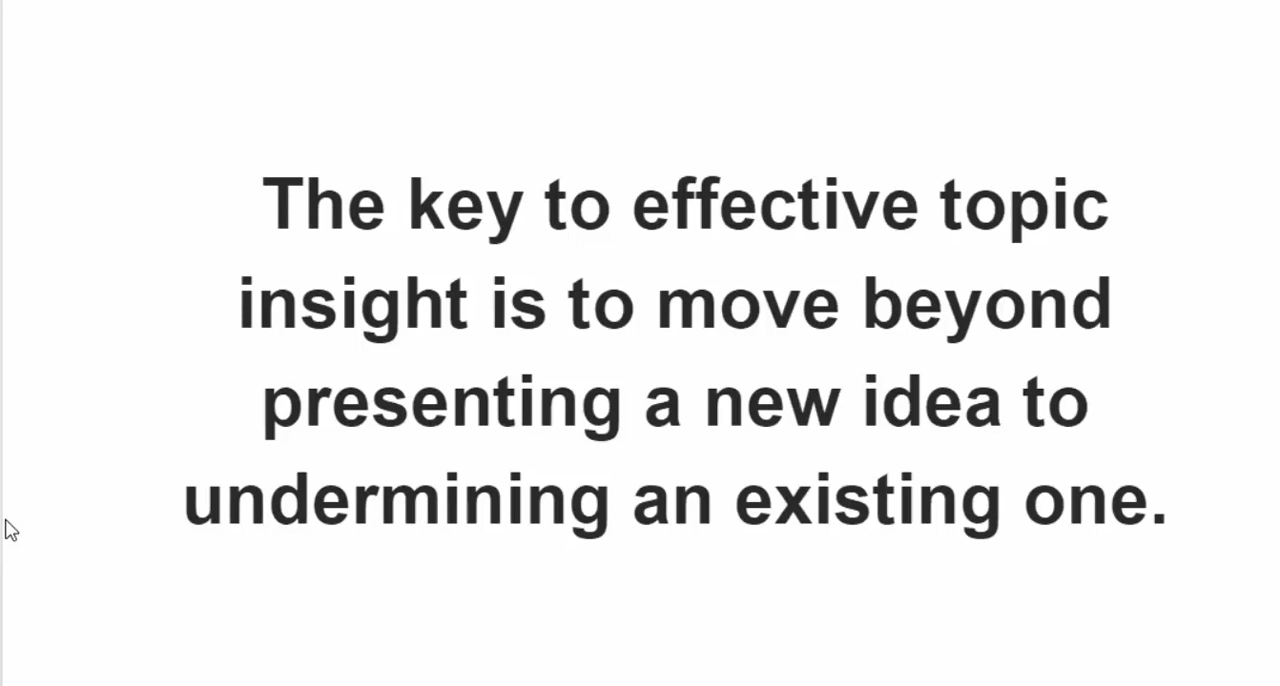 The key to effective topic
insight is to move beyond
presenting a new idea to
undermining an existing one.